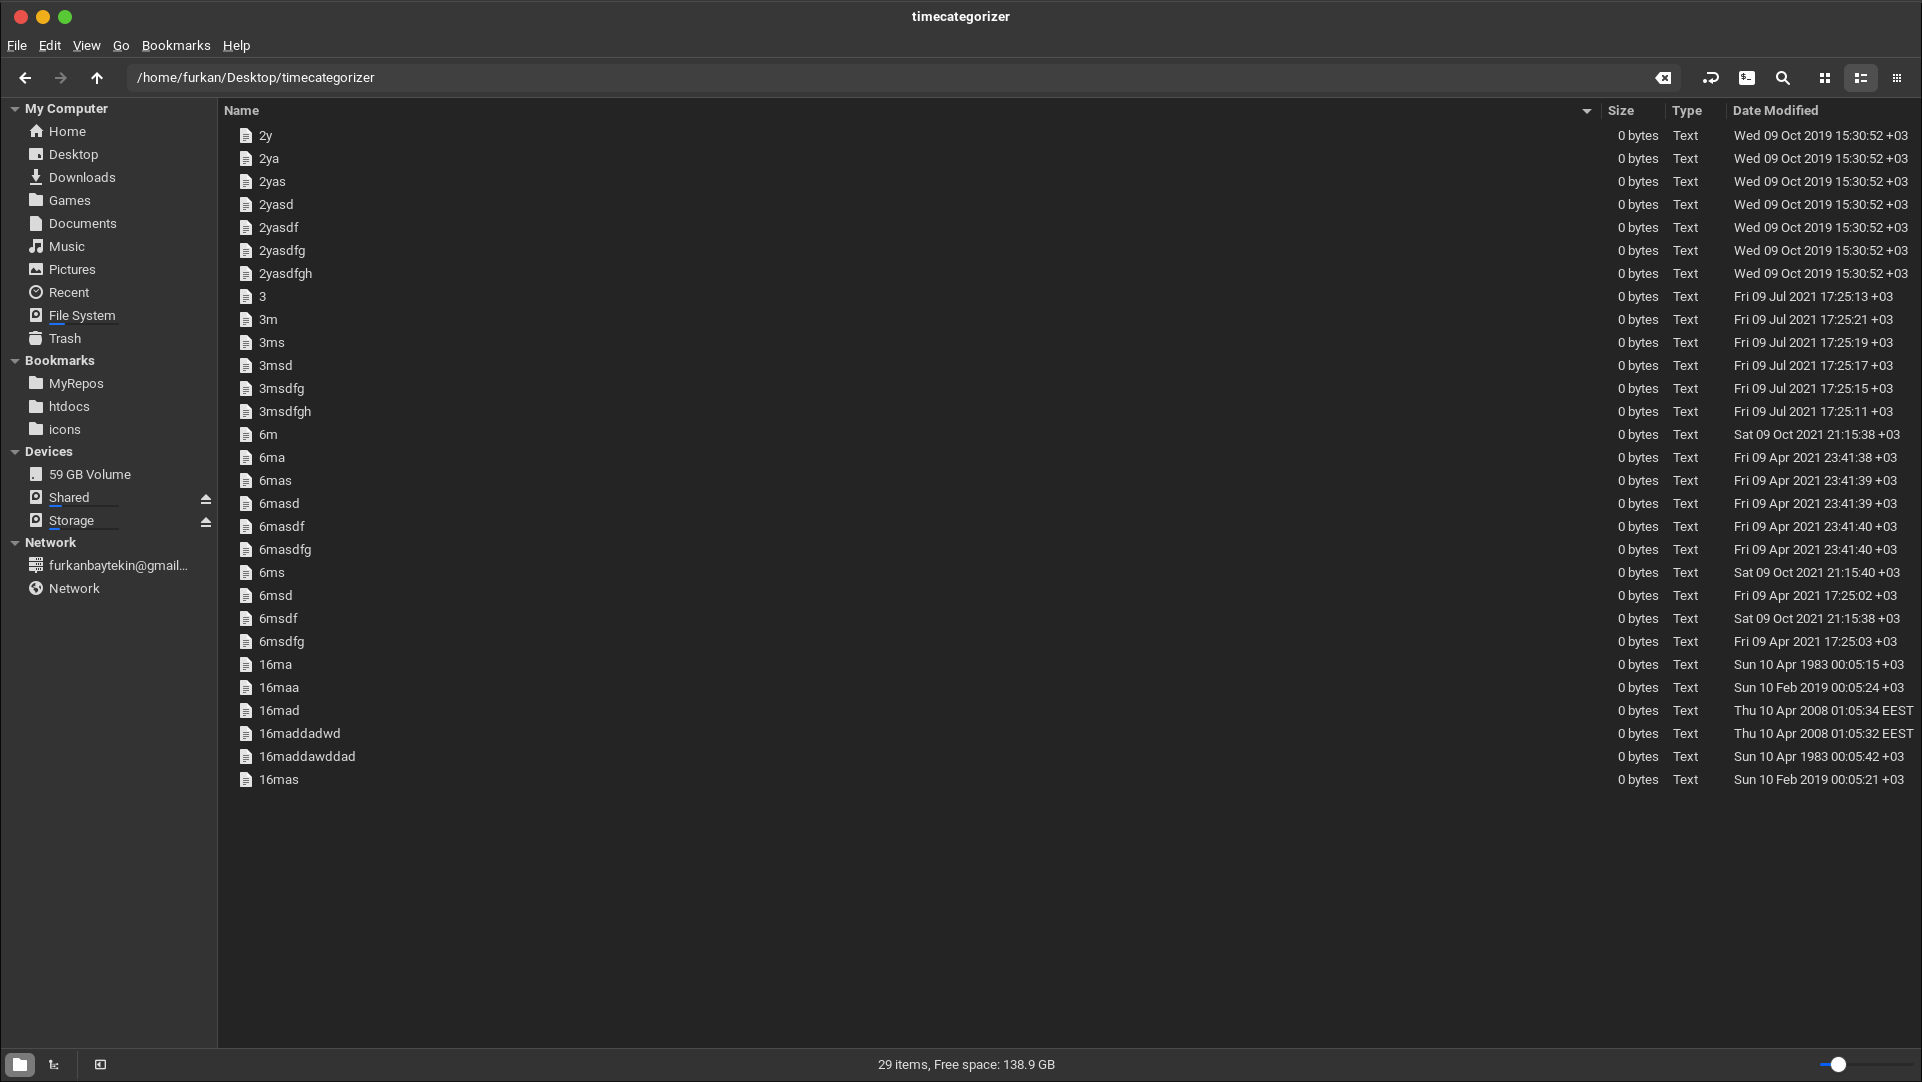 timecategorizer
File Edit View Go Bookmarks Help
/home/furkan/Desktop/timecategorizer
My Computer
Home
Desktop
Downloads
Games
Documents
Music
Pictures
Recent
File System
Trash
Bookmarks
MyRepos
htdocs
icons
Devices
59 GB Volume
Shared
Storage
Network
furkanbaytekin@gmail...
Network
Name Size Type Date Modified
2y 0 bytes Text Wed 09 Oct 2019 15:30:52 +03
2ya 0 bytes Text Wed 09 Oct 2019 15:30:52 +03
2yas 0 bytes Text Wed 09 Oct 2019 15:30:52 +03
2yasd 0 bytes Text Wed 09 Oct 2019 15:30:52 +03
2yasdf 0 bytes Text Wed 09 Oct 2019 15:30:52 +03
2yasdfg 0 bytes Text Wed 09 Oct 2019 15:30:52 +03
2yasdfgh 0 bytes Text Wed 09 Oct 2019 15:30:52 +03
3 0 bytes Text Fri 09 Jul 2021 17:25:13 +03
3m 0 bytes Text Fri 09 Jul 2021 17:25:21 +03
3ms 0 bytes Text Fri 09 Jul 2021 17:25:19 +03
3msd 0 bytes Text Fri 09 Jul 2021 17:25:17 +03
3msdfg 0 bytes Text Fri 09 Jul 2021 17:25:15 +03
3msdfgh 0 bytes Text Fri 09 Jul 2021 17:25:11 +03
6m 0 bytes Text Sat 09 Oct 2021 21:15:38 +03
6ma 0 bytes Text Fri 09 Apr 2021 23:41:38 +03
6mas 0 bytes Text Fri 09 Apr 2021 23:41:39 +03
6masd 0 bytes Text Fri 09 Apr 2021 23:41:39 +03
6masdf 0 bytes Text Fri 09 Apr 2021 23:41:40 +03
6masdfg 0 bytes Text Fri 09 Apr 2021 23:41:40 +03
6ms 0 bytes Text Sat 09 Oct 2021 21:15:40 +03
6msd 0 bytes Text Fri 09 Apr 2021 17:25:02 +03
6msdf 0 bytes Text Sat 09 Oct 2021 21:15:38 +03
6msdfg 0 bytes Text Fri 09 Apr 2021 17:25:03 +03
16ma 0 bytes Text Sun 10 Apr 1983 00:05:15 +03
16maa 0 bytes Text Sun 10 Feb 2019 00:05:24 +03
16mad 0 bytes Text Thu 10 Apr 2008 01:05:34 EEST
16maddadwd 0 bytes Text Thu 10 Apr 2008 01:05:32 EEST
16maddawddad 0 bytes Text Sun 10 Apr 1983 00:05:42 +03
16mas 0 bytes Text Sun 10 Feb 2019 00:05:21 +03
29 items, Free space: 138.9 GB